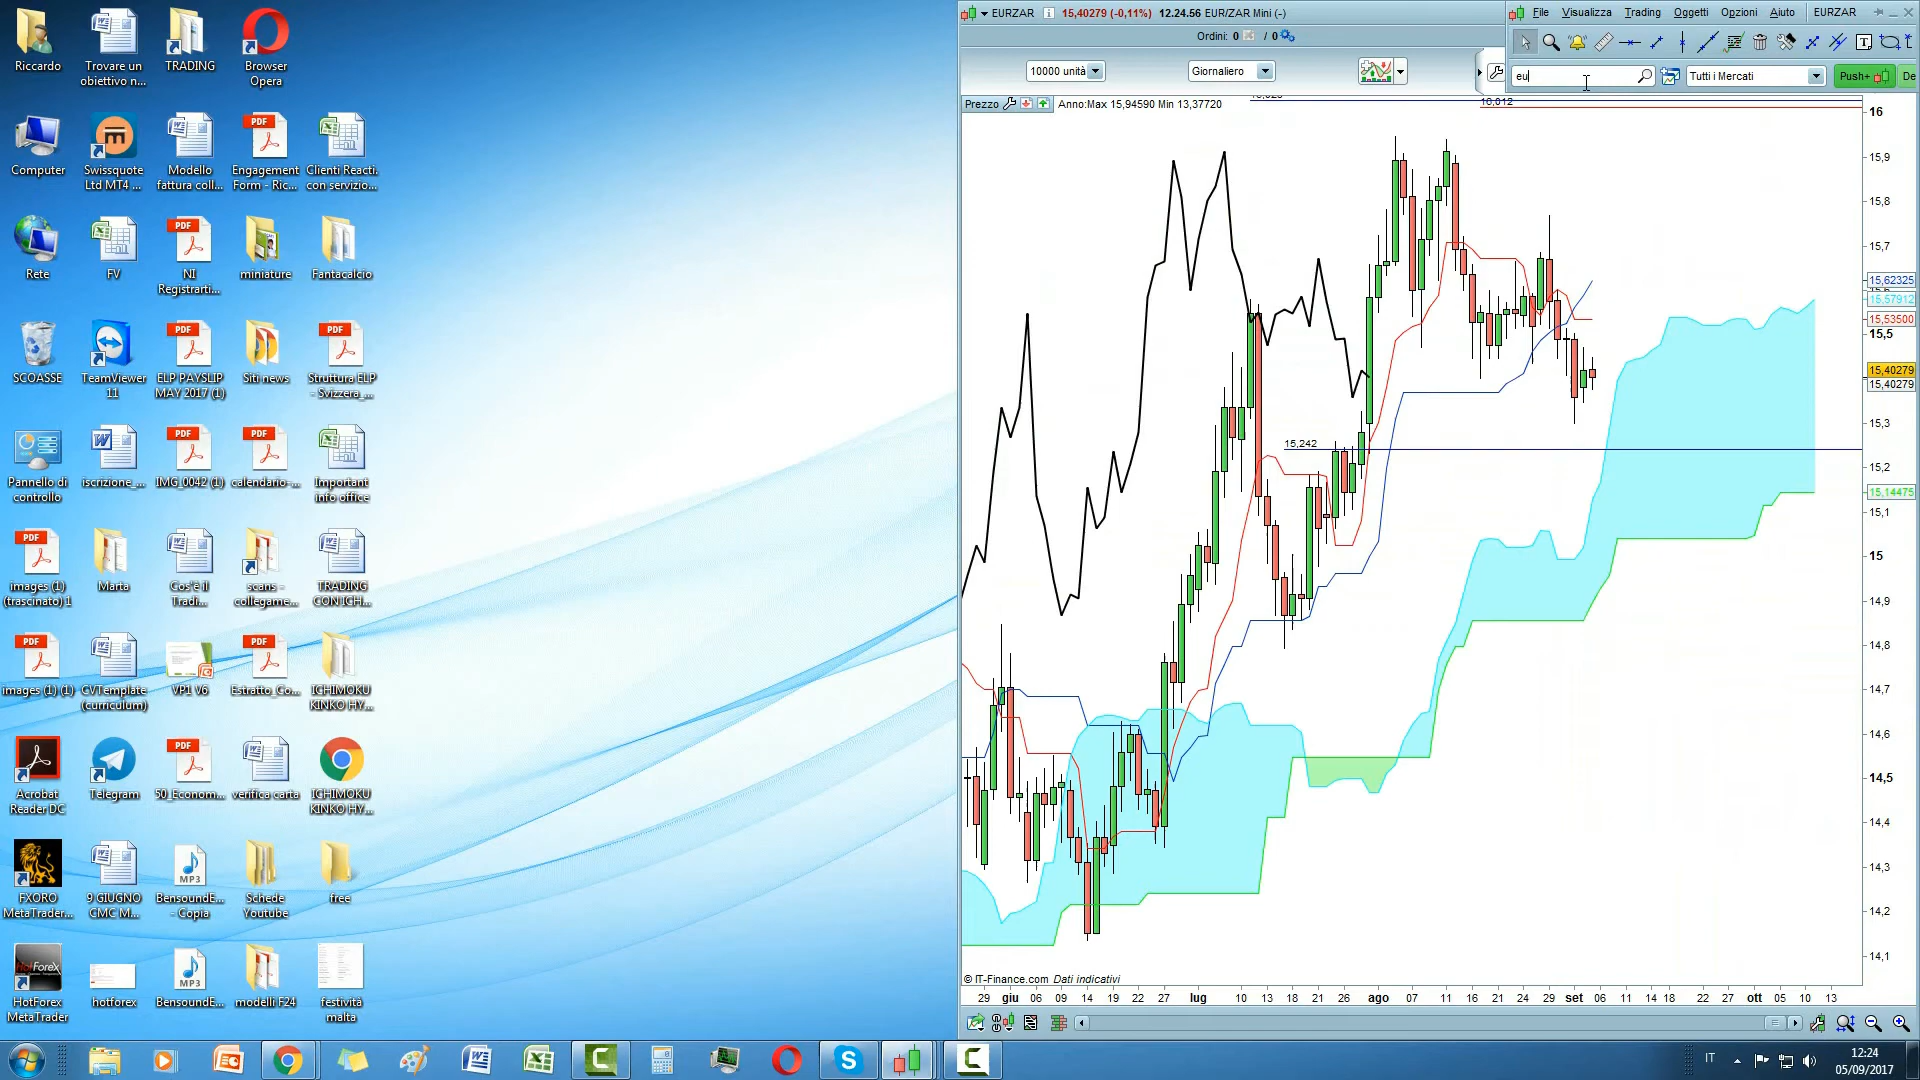 Riccardo
Trovare un
obiettivo n...
TRADING
Browser
Opera
Computer
Swissquote
Ltd MT4 ...
Modello
fattura coll...
Engagement
Form - Ric...
Clienti Reacti.
con servizio...
Rete
FV
NI
Registrarti...
miniature
Fantacalcio
SCOASSE
TeamViewer
11
ELP PAYSLIP
MAY 2017 (1)
Siti news
Struttura ELP
- Svizzera_...
Pannello di
controllo
iscrizione_...
IMG_0042 (1)
calendario-...
Important
info office
images (1)
(trascinato) 1
Marta
Cos'è il
Tradi...
scans -
collegame...
TRADING
CON ICH...
images (1) (1)
CVTemplate
(curriculum)
VP1 V6
Estratto_Co...
ICHIMOKU
KINKO HY...
Acrobat
Reader DC
Telegram
50_Econom...
verifica carta
ICHIMOKU
KINKO HY...
FXORO
MetaTrader...
9 GIUGNO
CMC M...
BensoundE...
- Copia
Schede
Youtube
free
HotForex
MetaTrader
hotforex
BensoundE...
modelli F24
festività
malta
EURZAR 15,40279 (-0,11%) 12.24.56 EUR/ZAR Mini (-)
File Visualizza Trading Oggetti Opzioni Aiuto EURZAR
Ordini: 0 / 0
10000 unità
Giornaliero
eu
Tutti i Mercati
Push+
De
Prezzo
Anno:Max 15,94590 Min 13,37720
16,012
16
15,9
15,8
15,7
15,62325
15,57912
15,53500
15,5
15,40279
15,40279
15,3
15,242
15,2
15,14475
15,1
15
14,9
14,8
14,7
14,6
14,5
14,4
14,3
14,2
14,1
© IT-Finance.com Dati indicativi
29 giu 06 09 14 19 22 27 lug 10 13 18 21 26 ago 07 11 16 21 24 29 set 06 11 14 18 22 27 ott 05 10 13
IT
12:24
05/09/2017